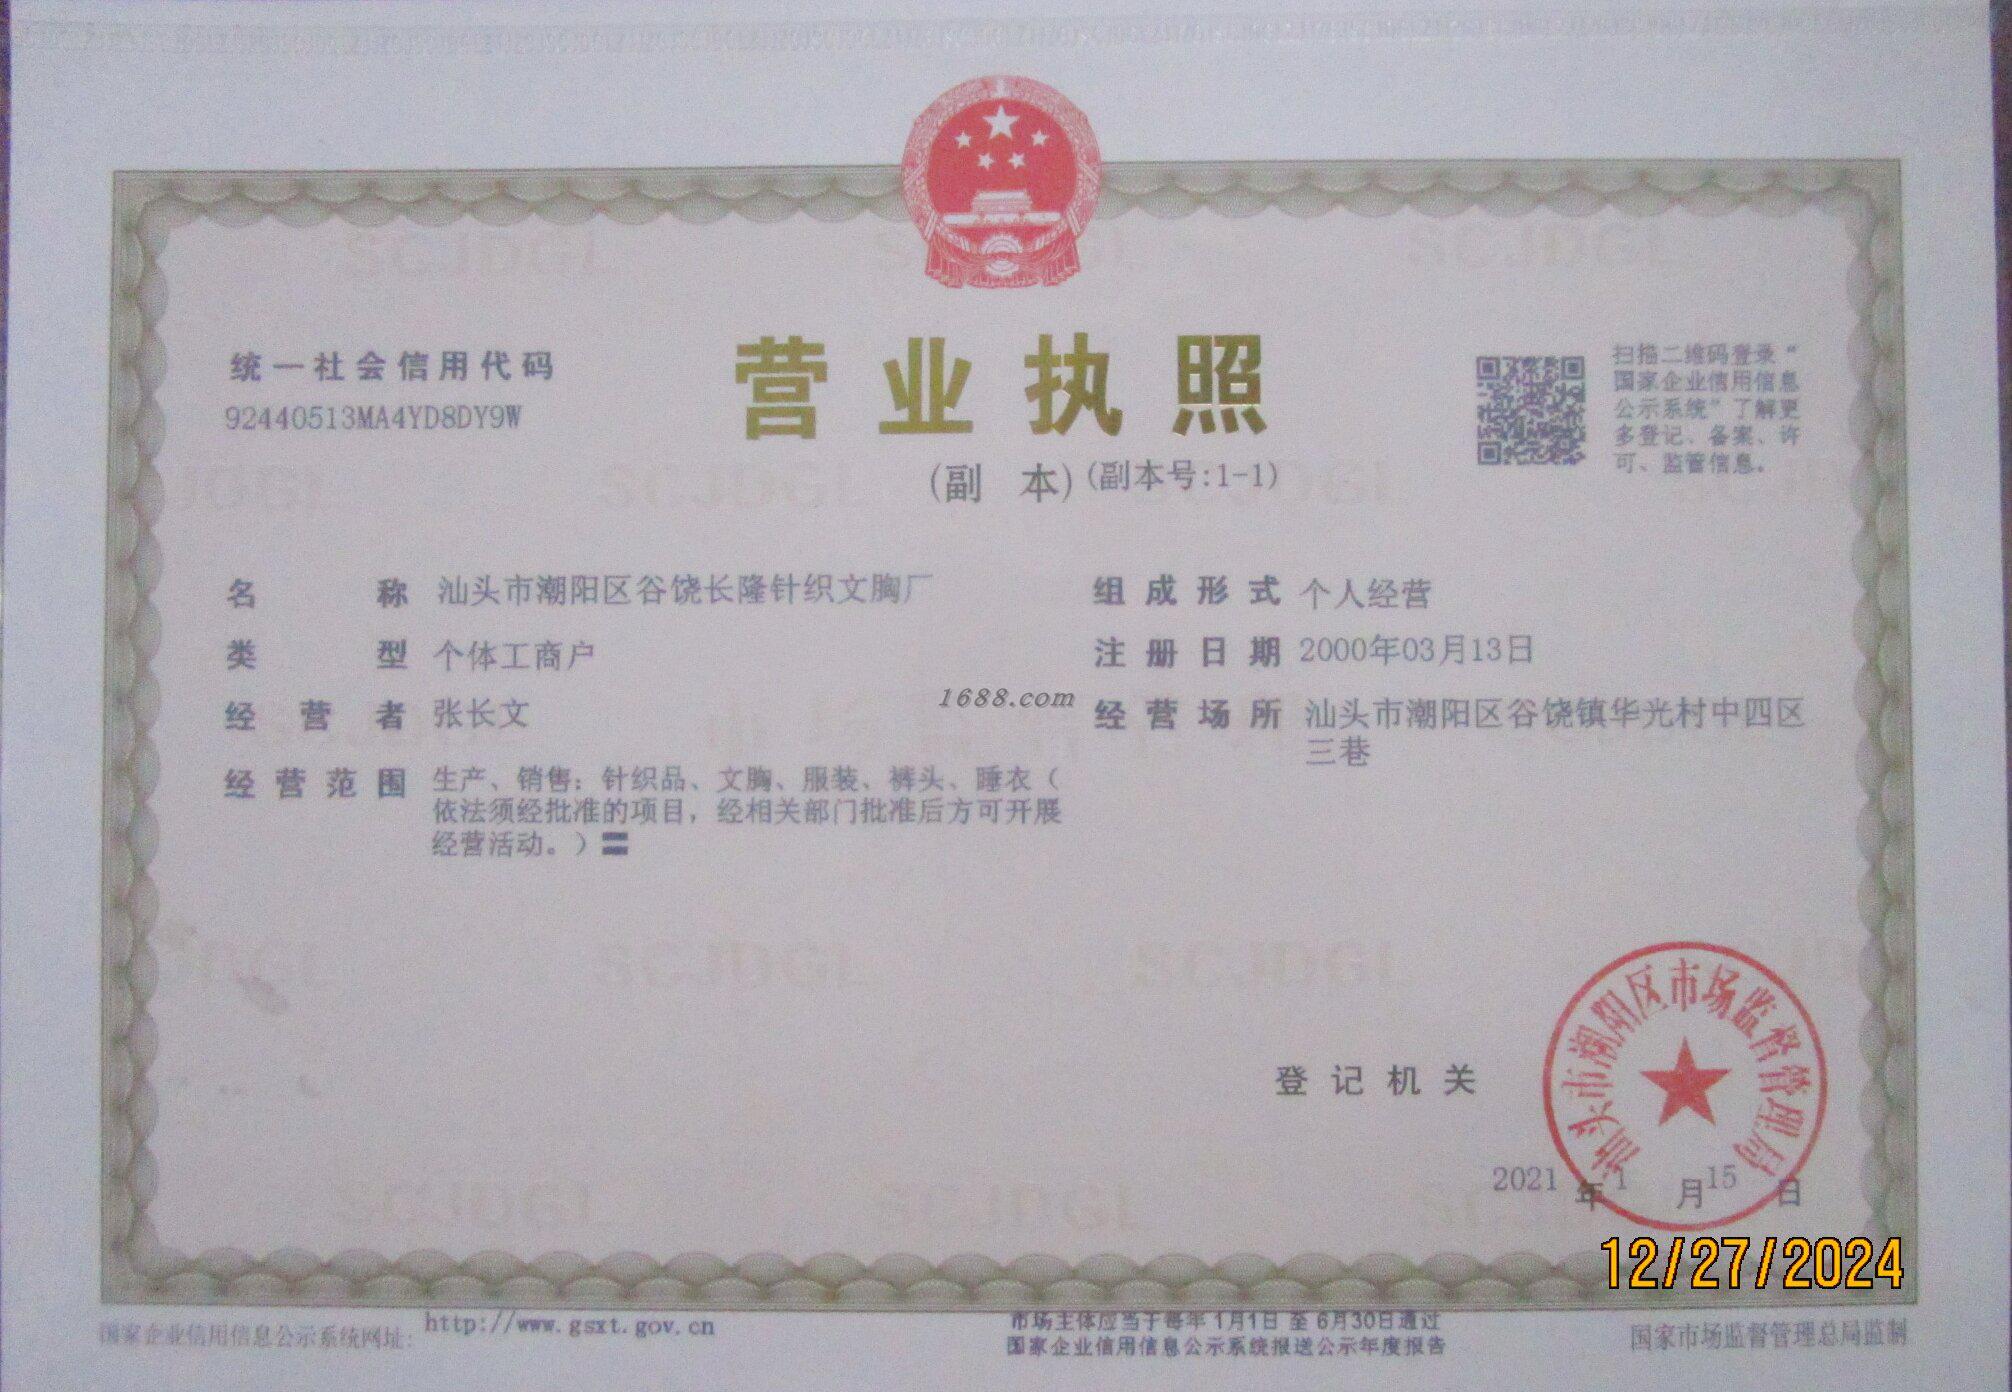 统一社会信用代码
92440513MA4YD8DY9W
营业执照
(副 本)(副本号:1-1)
扫描二维码登录“
国家企业信用信息
公示系统”了解更
多登记、备案、许
可、监管信息。
名 称 汕头市潮阳区谷饶长隆针织文胸厂
类 型 个体工商户
经 营 者 张长文
经营范围 生产、销售：针织品、文胸、服装、裤头、睡衣（
依法须经批准的项目，经相关部门批准后方可开展
经营活动。）〓
组成形式 个人经营
注册日期 2000年03月13日
经营场所 汕头市潮阳区谷饶镇华光村中四区
三巷
1688.com
登记机关
汕头市潮阳区市场监督管理局
2021 年 1 月 15 日
12/27/2024
国家企业信用信息公示系统网址: http://www.gsxt.gov.cn
市场主体应当于每年 1月1日 至 6月30日通过
国家企业信用信息公示系统报送公示年度报告
国家市场监督管理总局监制
SCJDGL